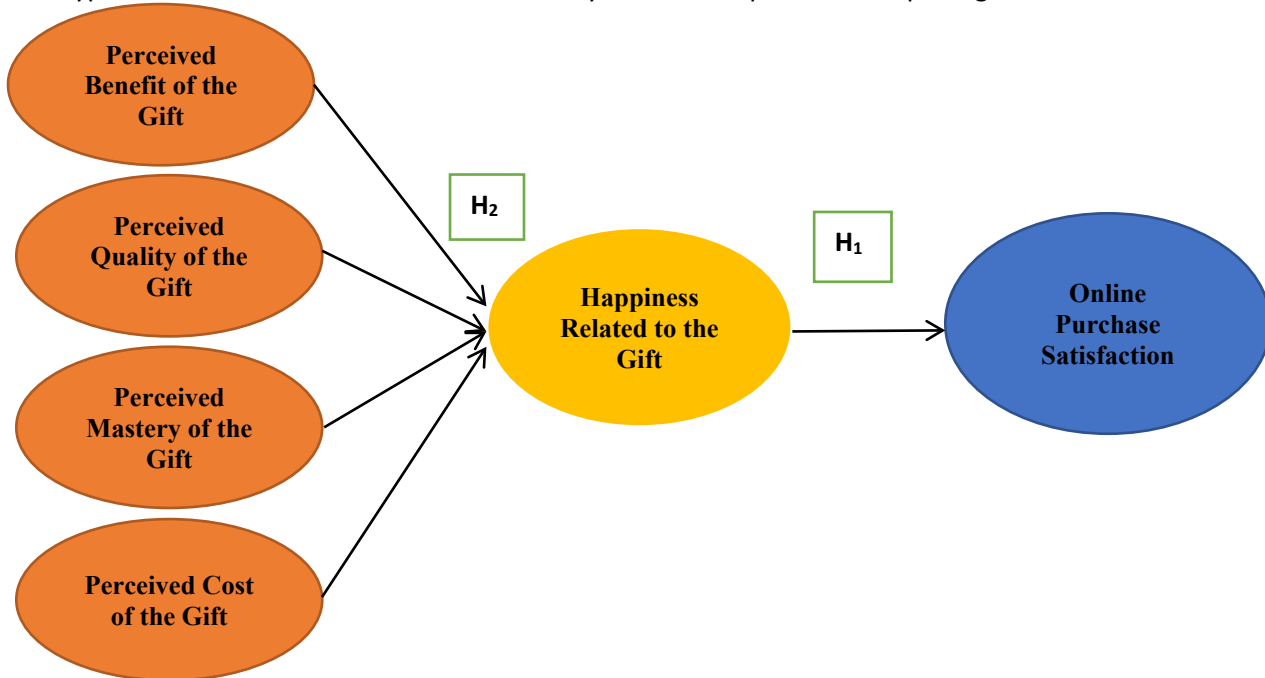 Perceived
Benefit of the
Gift
H₂
Perceived
Quality of the
Gift
H₁
Happiness
Related to the
Gift
Online
Purchase
Satisfaction
Perceived
Mastery of the
Gift
Perceived Cost
of the Gift